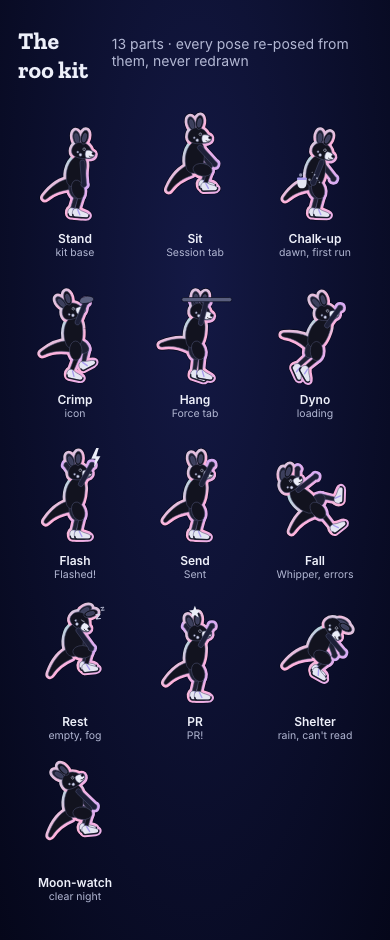 The
roo kit
13 parts · every pose re-posed from
them, never redrawn
Stand
kit base
Sit
Session tab
Chalk-up
dawn, first run
Crimp
icon
Hang
Force tab
Dyno
loading
Flash
Flashed!
Send
Sent
Fall
Whipper, errors
z
z
Rest
empty, fog
PR
PR!
Shelter
rain, can't read
Moon-watch
clear night